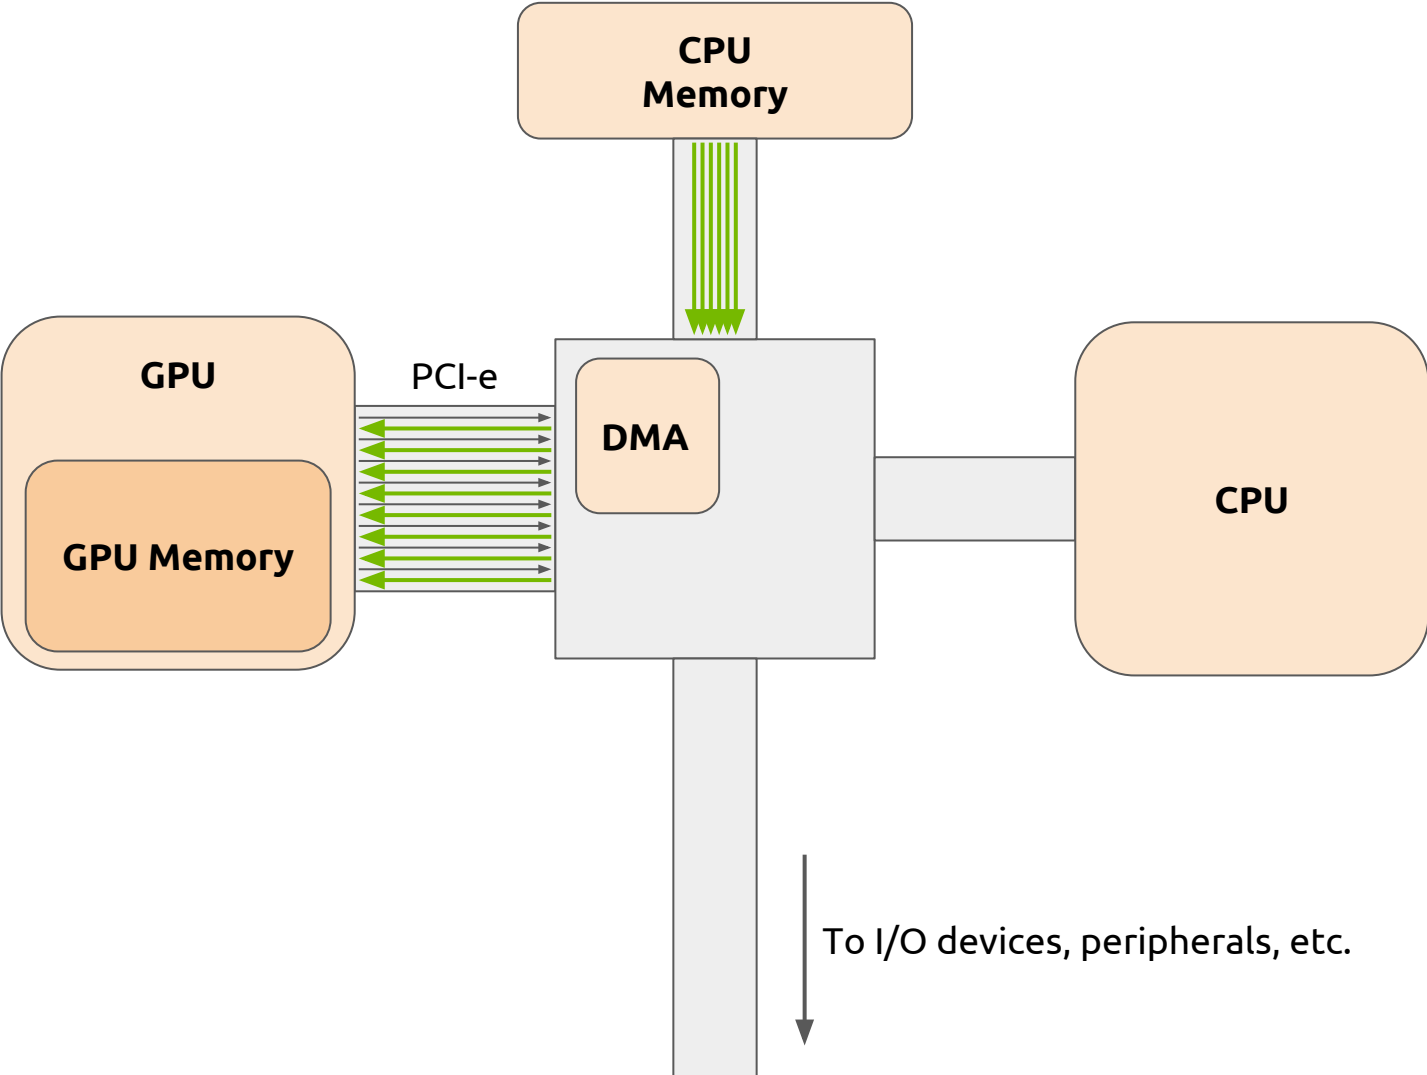 CPU
Memory
GPU
PCI-e
DMA
CPU
GPU Memory
To I/O devices, peripherals, etc.